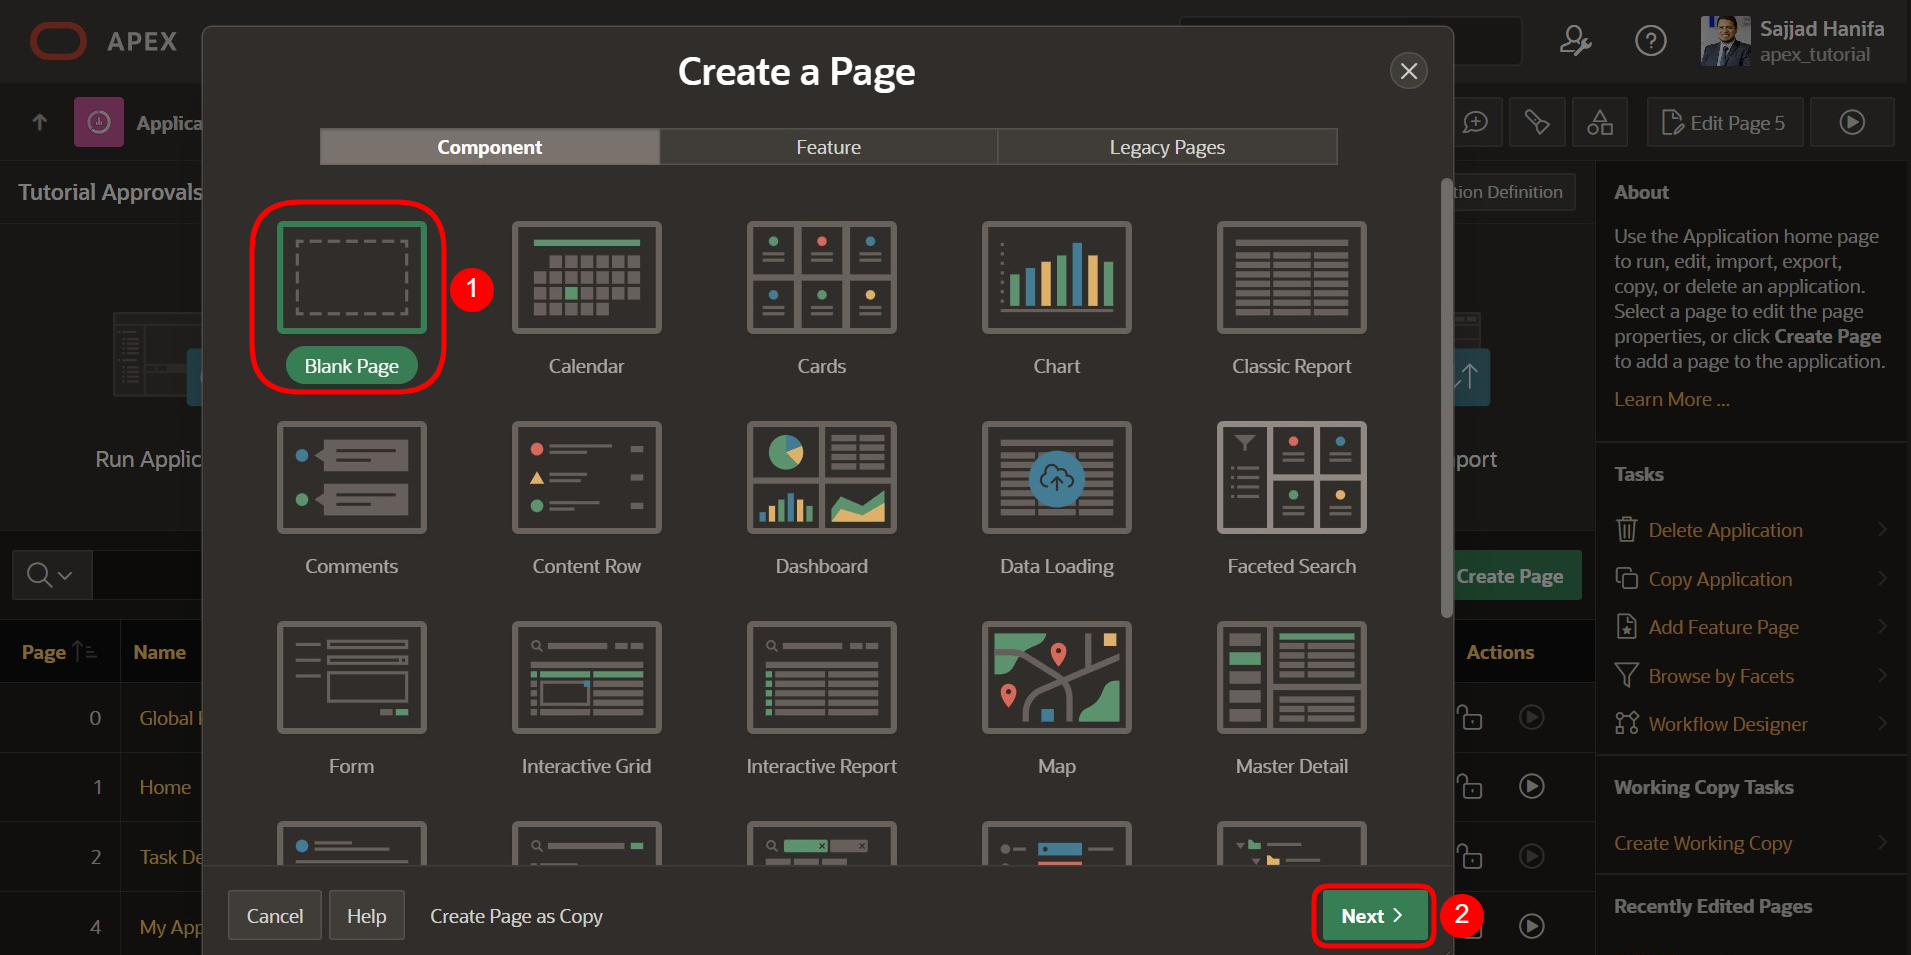 APEX
Sajjad Hanifa
apex_tutorial
Applica
Edit Page 5
Tutorial Approvals
tion Definition
Create a Page
Component
Feature
Legacy Pages
Blank Page
1
Calendar
Cards
Chart
Classic Report
Comments
Content Row
Dashboard
Data Loading
Faceted Search
Form
Interactive Grid
Interactive Report
Map
Master Detail
Cancel
Help
Create Page as Copy
Next
2
Run Applic
port
Create Page
Page
Name
Actions
0
Global
1
Home
2
Task De
4
My App
About
Use the Application home page
to run, edit, import, export,
copy, or delete an application.
Select a page to edit the page
properties, or click Create Page
to add a page to the application.
Learn More ...
Tasks
Delete Application
Copy Application
Add Feature Page
Browse by Facets
Workflow Designer
Working Copy Tasks
Create Working Copy
Recently Edited Pages